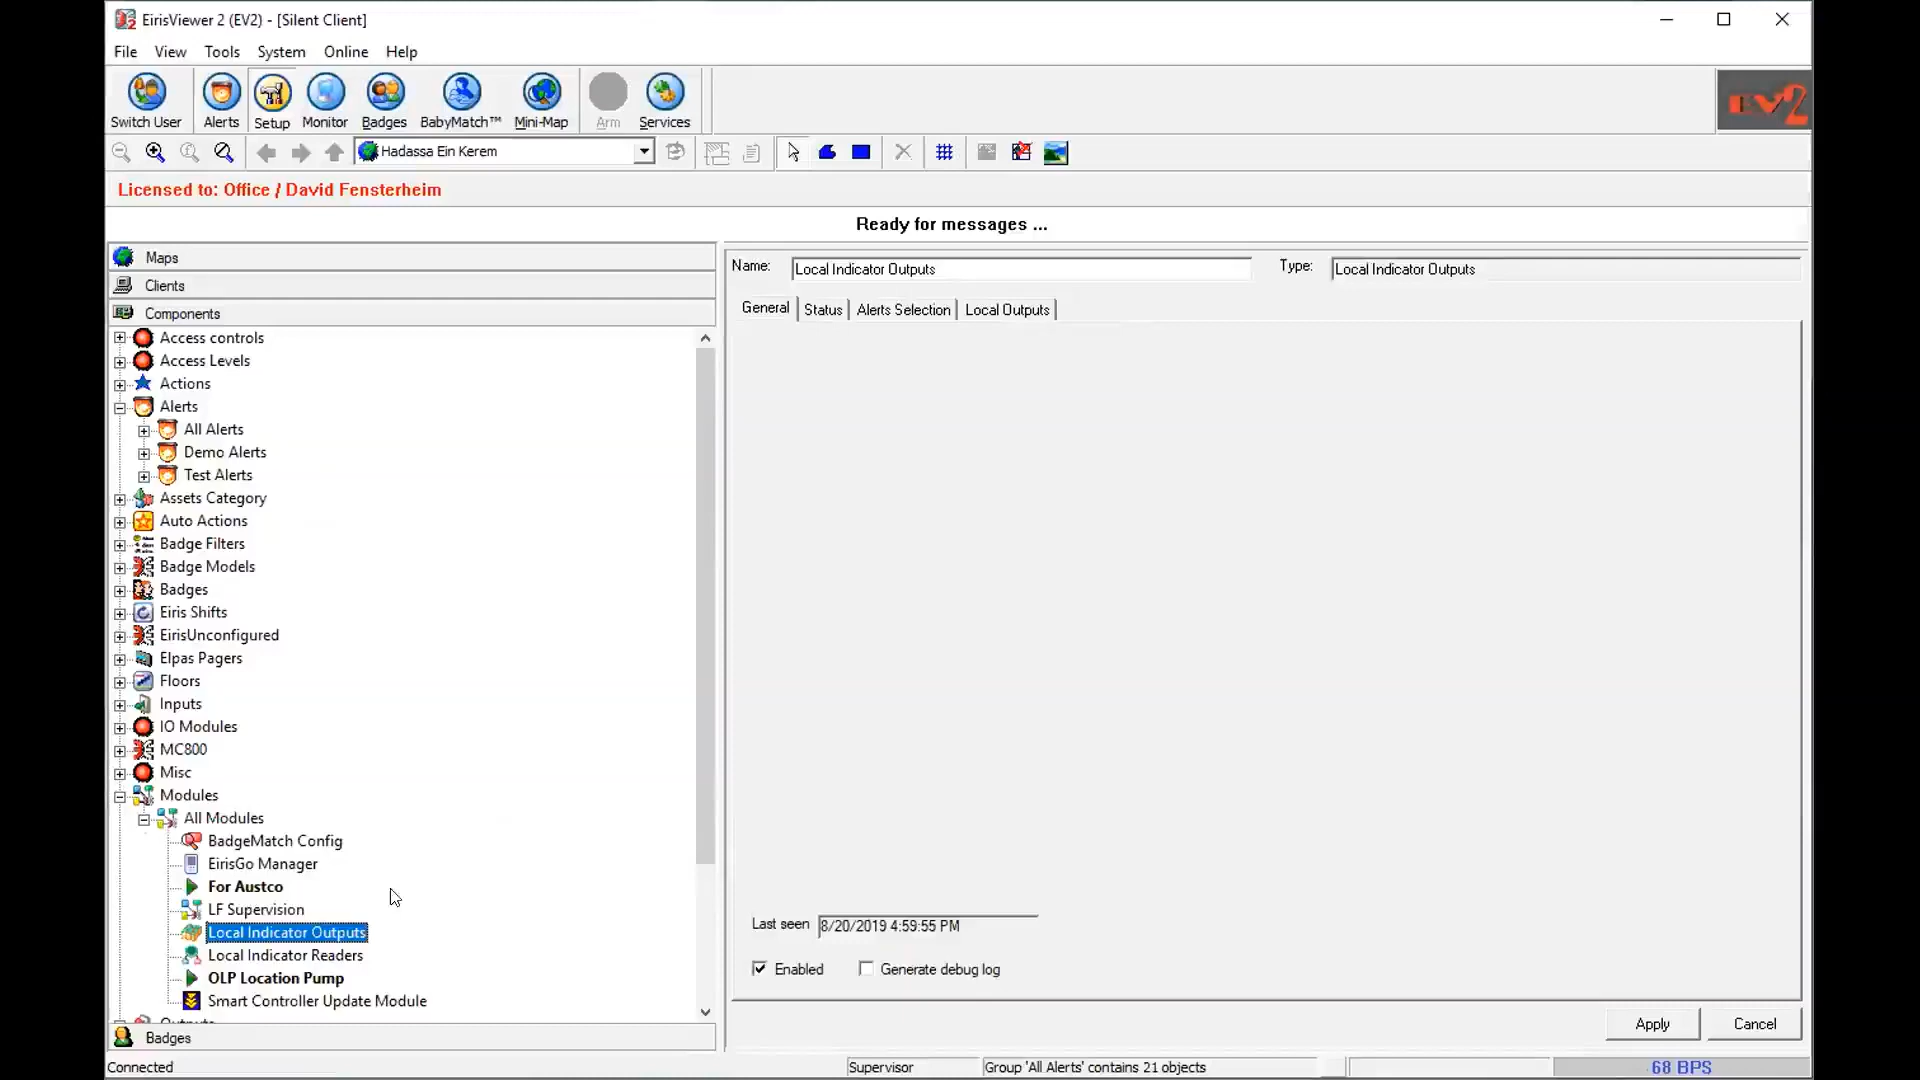 EirisViewer 2 (EV2) - [Silent Client]
File View Tools System Online Help
Switch User Alerts Setup Monitor Badges BabyMatch™ Mini-Map Arm Services
EV2
Hadassa Ein Kerem
Licensed to: Office / David Fensterheim
Ready for messages ...
Maps
Clients
Components
Access controls
Access Levels
Actions
Alerts
All Alerts
Demo Alerts
Test Alerts
Assets Category
Auto Actions
Badge Filters
Badge Models
Badges
Eiris Shifts
EirisUnconfigured
Elpas Pagers
Floors
Inputs
IO Modules
MC800
Misc
Modules
All Modules
BadgeMatch Config
EirisGo Manager
For Austco
LF Supervision
Local Indicator Outputs
Local Indicator Readers
OLP Location Pump
Smart Controller Update Module
Badges
Name: Local Indicator Outputs Type: Local Indicator Outputs
General Status Alerts Selection Local Outputs
Last seen 8/20/2019 4:59:55 PM
Enabled Generate debug log
Apply Cancel
Connected Supervisor Group 'All Alerts' contains 21 objects 68 BPS